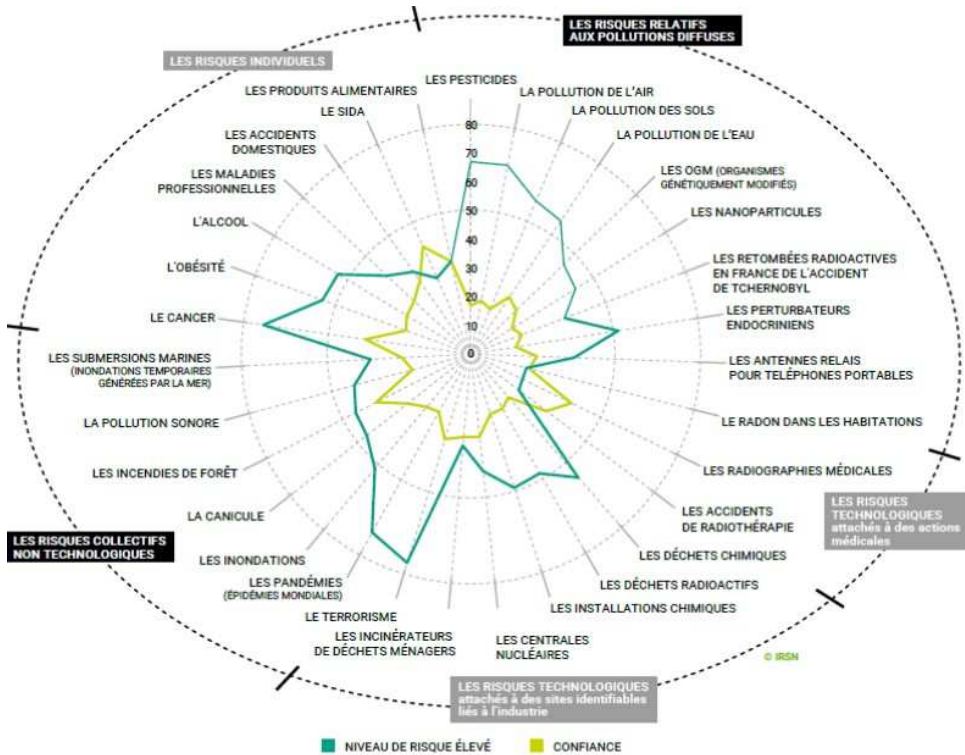 LES RISQUES RELATIFS
AUX POLLUTIONS DIFFUSES
LES RISQUES INDIVIDUELS
LES PESTICIDES
LA POLLUTION DE L'AIR
LA POLLUTION DES SOLS
LA POLLUTION DE L'EAU
LES OGM (ORGANISMES
GÉNÉTIQUEMENT MODIFIÉS)
LES NANOPARTICULES
LES RETOMBÉES RADIOACTIVES
EN FRANCE DE L'ACCIDENT
DE TCHERNOBYL
LES PERTURBATEURS
ENDOCRINIENS
LES ANTENNES RELAIS
POUR TELÉPHONES PORTABLES
LE RADON DANS LES HABITATIONS
LES RADIOGRAPHIES MÉDICALES
LES RISQUES
TECHNOLOGIQUES
attachés à des actions
médicales
LES ACCIDENTS
DE RADIOTHÉRAPIE
LES DÉCHETS CHIMIQUES
LES DÉCHETS RADIOACTIFS
LES INSTALLATIONS CHIMIQUES
LES CENTRALES
NUCLÉAIRES
LES RISQUES TECHNOLOGIQUES
attachés à des sites identifiables
liés à l'industrie
LES INCINÉRATEURS
DE DÉCHETS MÉNAGERS
LE TERRORISME
LES PANDÉMIES
(ÉPIDÉMIES MONDIALES)
LES INONDATIONS
LA CANICULE
LES RISQUES COLLECTIFS
NON TECHNOLOGIQUES
LES INCENDIES DE FORÊT
LA POLLUTION SONORE
LES SUBMERSIONS MARINES
(INONDATIONS TEMPORAIRES
GÉNÉRÉES PAR LA MER)
LE CANCER
L'OBÉSITÉ
L'ALCOOL
LES MALADIES
PROFESSIONNELLES
LES ACCIDENTS
DOMESTIQUES
LE SIDA
LES PRODUITS ALIMENTAIRES
80
50
40
30
20
10
0
© IRSN
NIVEAU DE RISQUE ÉLEVÉ
CONFIANCE